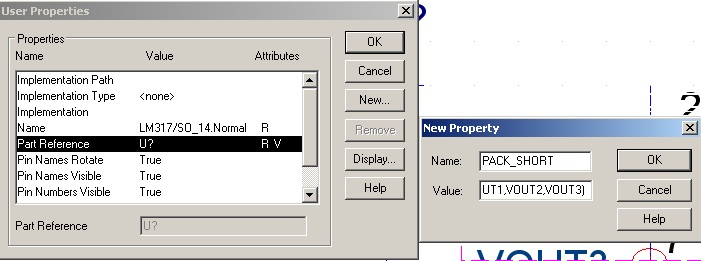 User Properties
Properties
Name Value Attributes
Implementation Path
Implementation Type <none>
Implementation
Name LM317/SO_14.Normal R
Part Reference U? R V
Pin Names Rotate True
Pin Names Visible True
Pin Numbers Visible True
Part Reference U?
OK
Cancel
New...
Remove
Display...
Help
?
New Property
Name: PACK_SHORT
Value: UT1,VOUT2,VOUT3)
OK
Cancel
Help
VOUT3